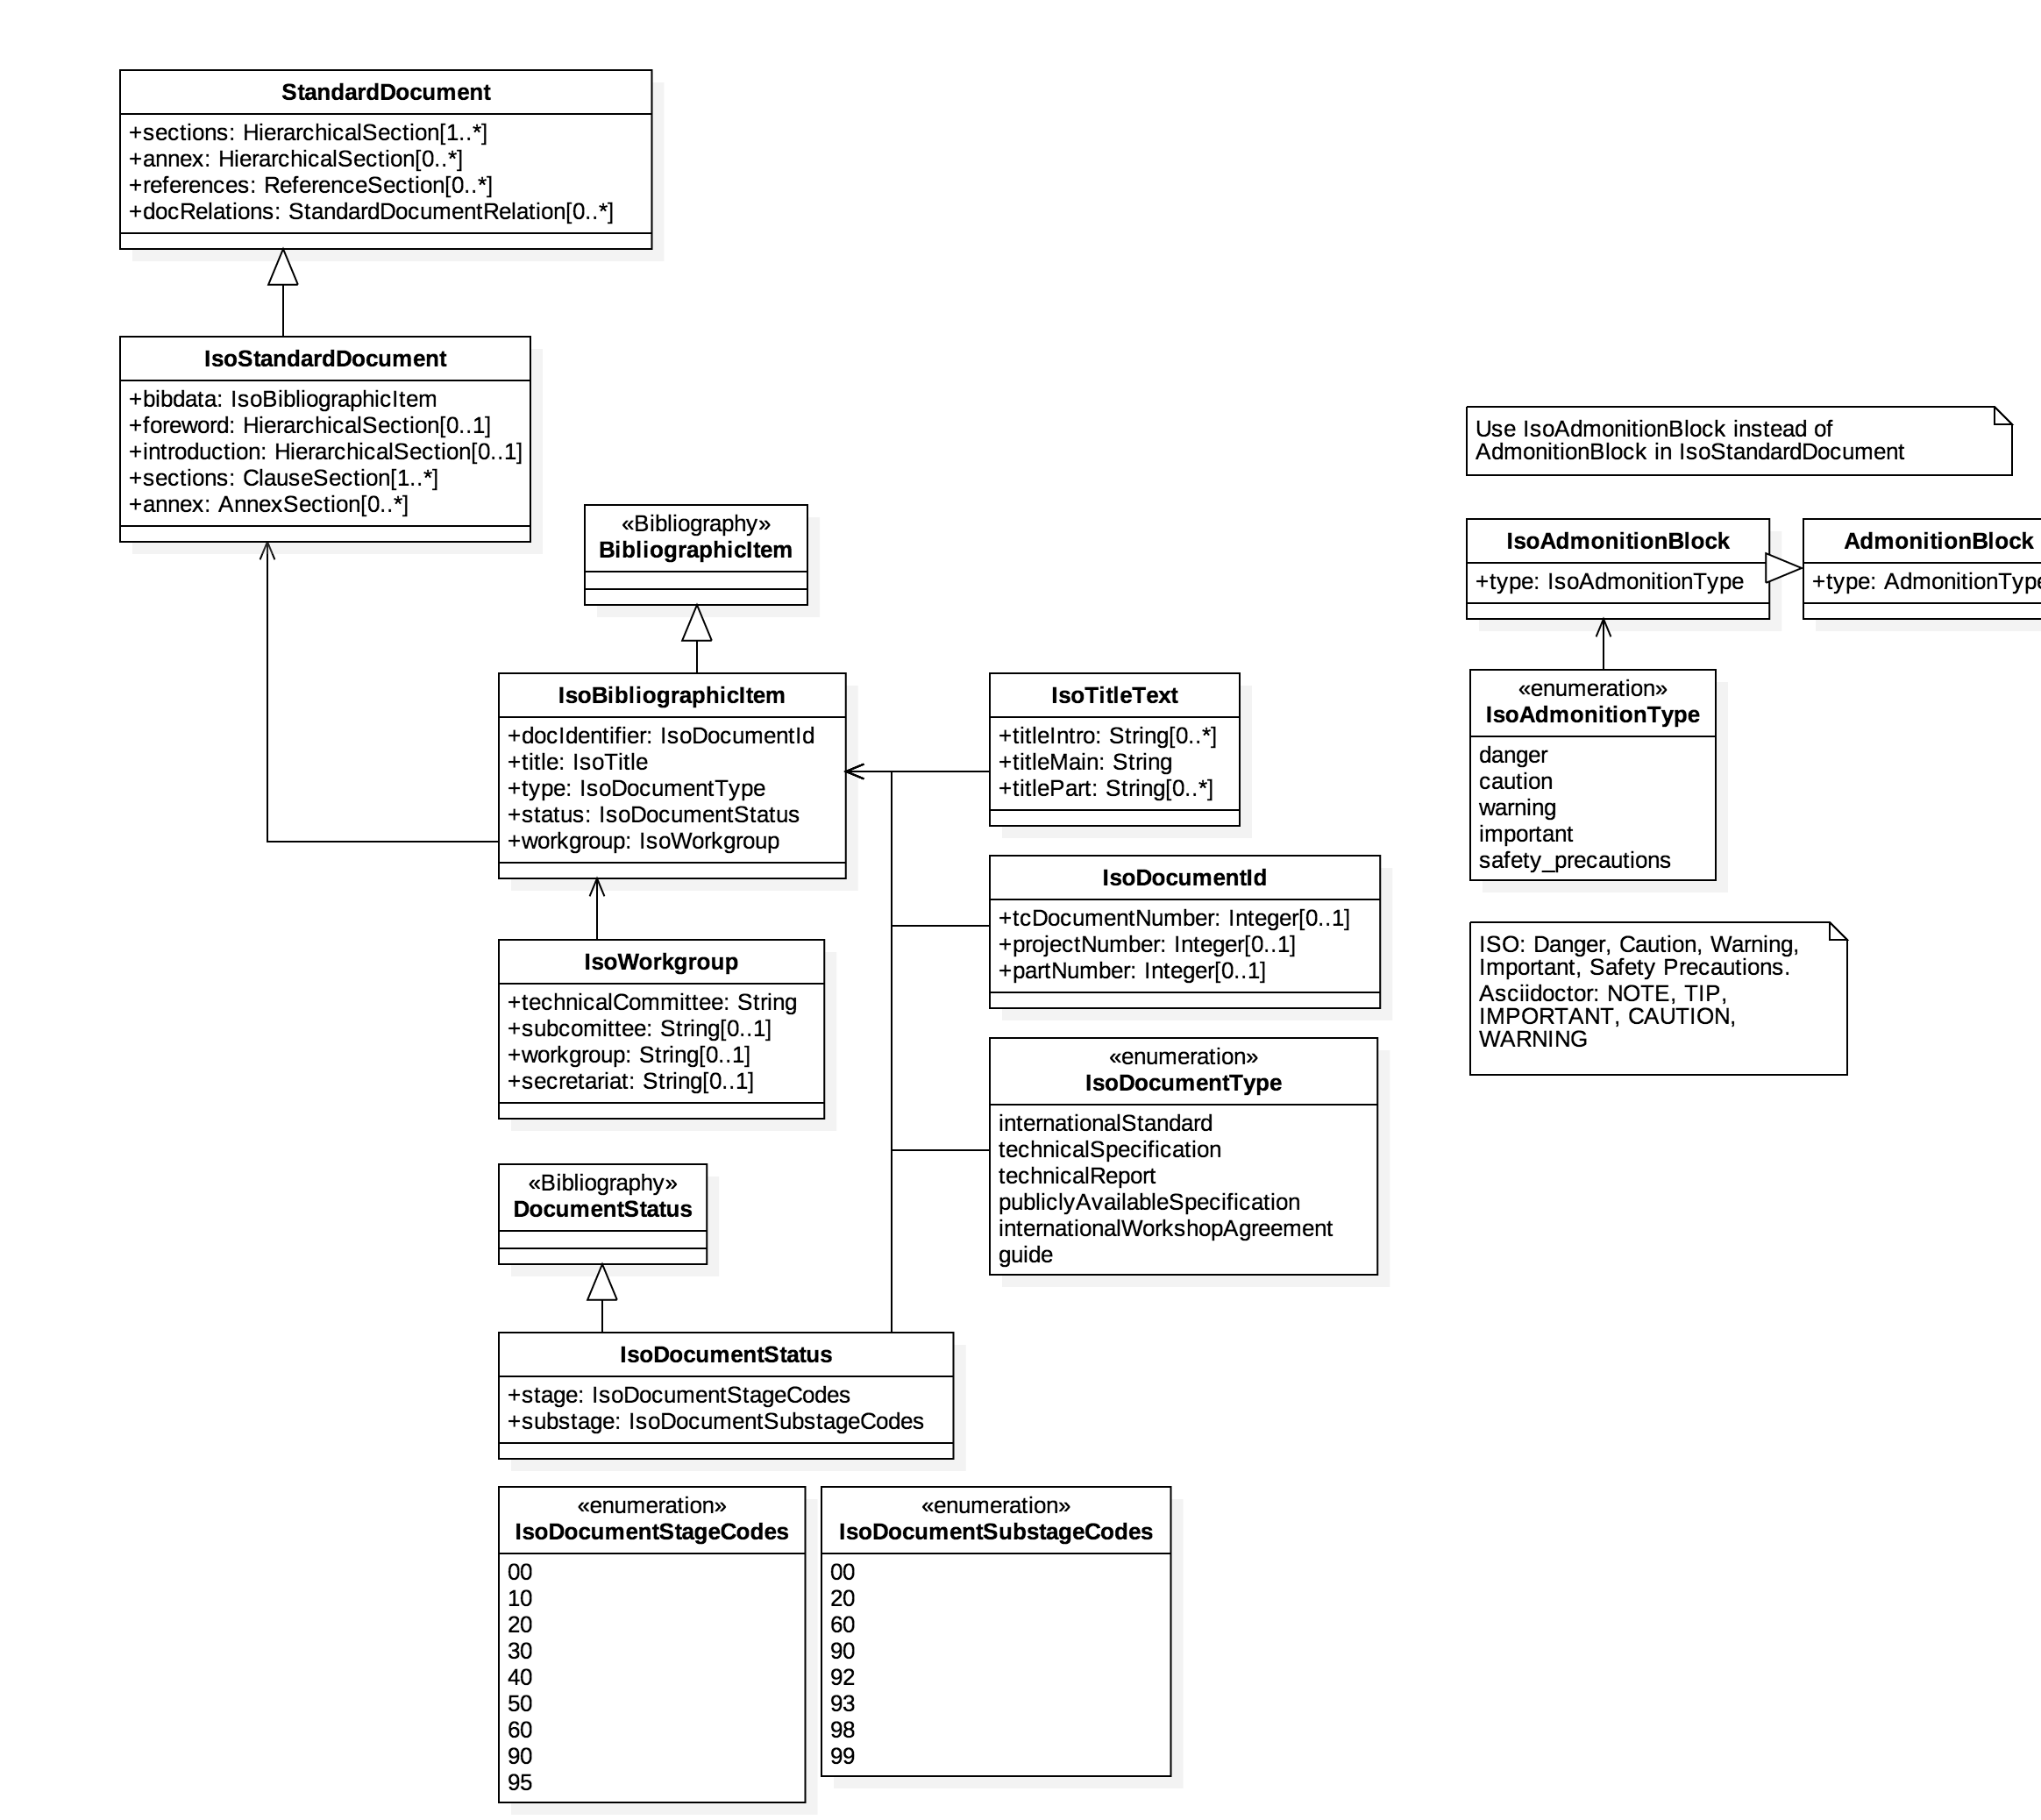 StandardDocument
+sections: HierarchicalSection[1..*]
+annex: HierarchicalSection[0..*]
+references: ReferenceSection[0..*]
+docRelations: StandardDocumentRelation[0..*]
IsoStandardDocument
+bibdata: IsoBibliographicItem
+foreword: HierarchicalSection[0..1]
+introduction: HierarchicalSection[0..1]
+sections: ClauseSection[1..*]
+annex: AnnexSection[0..*]
«Bibliography»
BibliographicItem
IsoBibliographicItem
+docIdentifier: IsoDocumentId
+title: IsoTitle
+type: IsoDocumentType
+status: IsoDocumentStatus
+workgroup: IsoWorkgroup
IsoWorkgroup
+technicalCommittee: String
+subcomittee: String[0..1]
+workgroup: String[0..1]
+secretariat: String[0..1]
«Bibliography»
DocumentStatus
IsoDocumentStatus
+stage: IsoDocumentStageCodes
+substage: IsoDocumentSubstageCodes
«enumeration»
IsoDocumentStageCodes
00
10
20
30
40
50
60
90
95
«enumeration»
IsoDocumentSubstageCodes
00
20
60
90
92
93
98
99
IsoTitleText
+titleIntro: String[0..*]
+titleMain: String
+titlePart: String[0..*]
IsoDocumentId
+tcDocumentNumber: Integer[0..1]
+projectNumber: Integer[0..1]
+partNumber: Integer[0..1]
«enumeration»
IsoDocumentType
internationalStandard
technicalSpecification
technicalReport
publiclyAvailableSpecification
internationalWorkshopAgreement
guide
Use IsoAdmonitionBlock instead of
AdmonitionBlock in IsoStandardDocument
IsoAdmonitionBlock
+type: IsoAdmonitionType
AdmonitionBlock
+type: AdmonitionType
«enumeration»
IsoAdmonitionType
danger
caution
warning
important
safety_precautions
ISO: Danger, Caution, Warning,
Important, Safety Precautions.
Asciidoctor: NOTE, TIP,
IMPORTANT, CAUTION,
WARNING